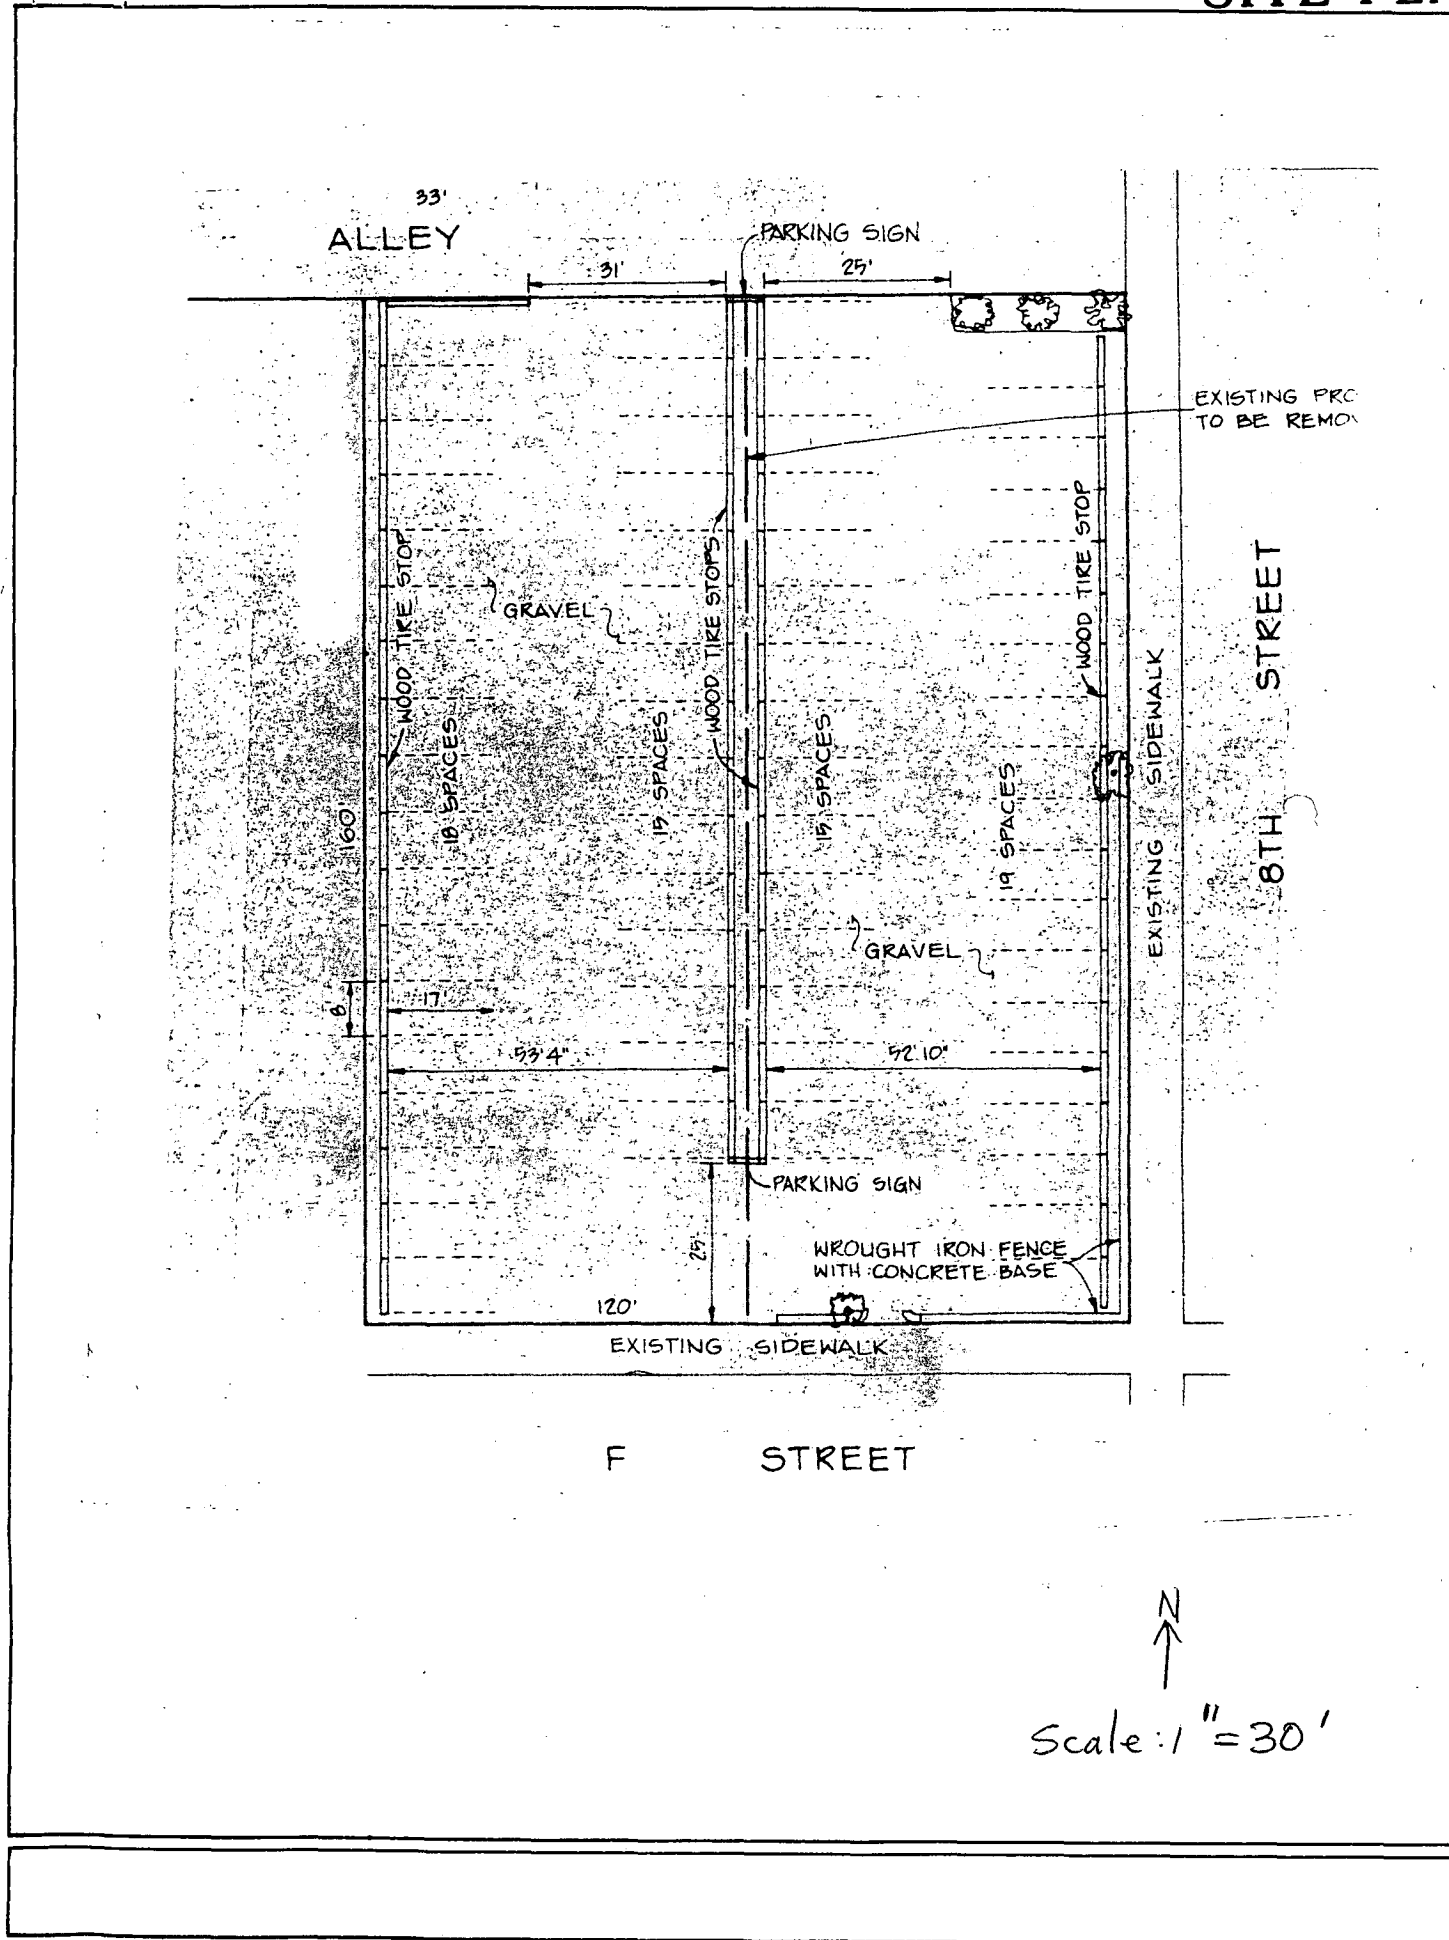 33'
ALLEY
PARKING SIGN
31'
25'
EXISTING
TO BE
WOOD TIRE STOP
WOOD TIRE STOPS
WOOD TIRE STOP
GRAVEL
8TH STREET
EXISTING SIDEWALK
18 SPACES
15 SPACES
15 SPACES
19 SPACES
160'
GRAVEL
17'
8'
53'4"
52'10"
PARKING SIGN
25'
WROUGHT IRON FENCE
WITH CONCRETE BASE
120'
EXISTING SIDEWALK
F STREET
N
Scale: 1" = 30'